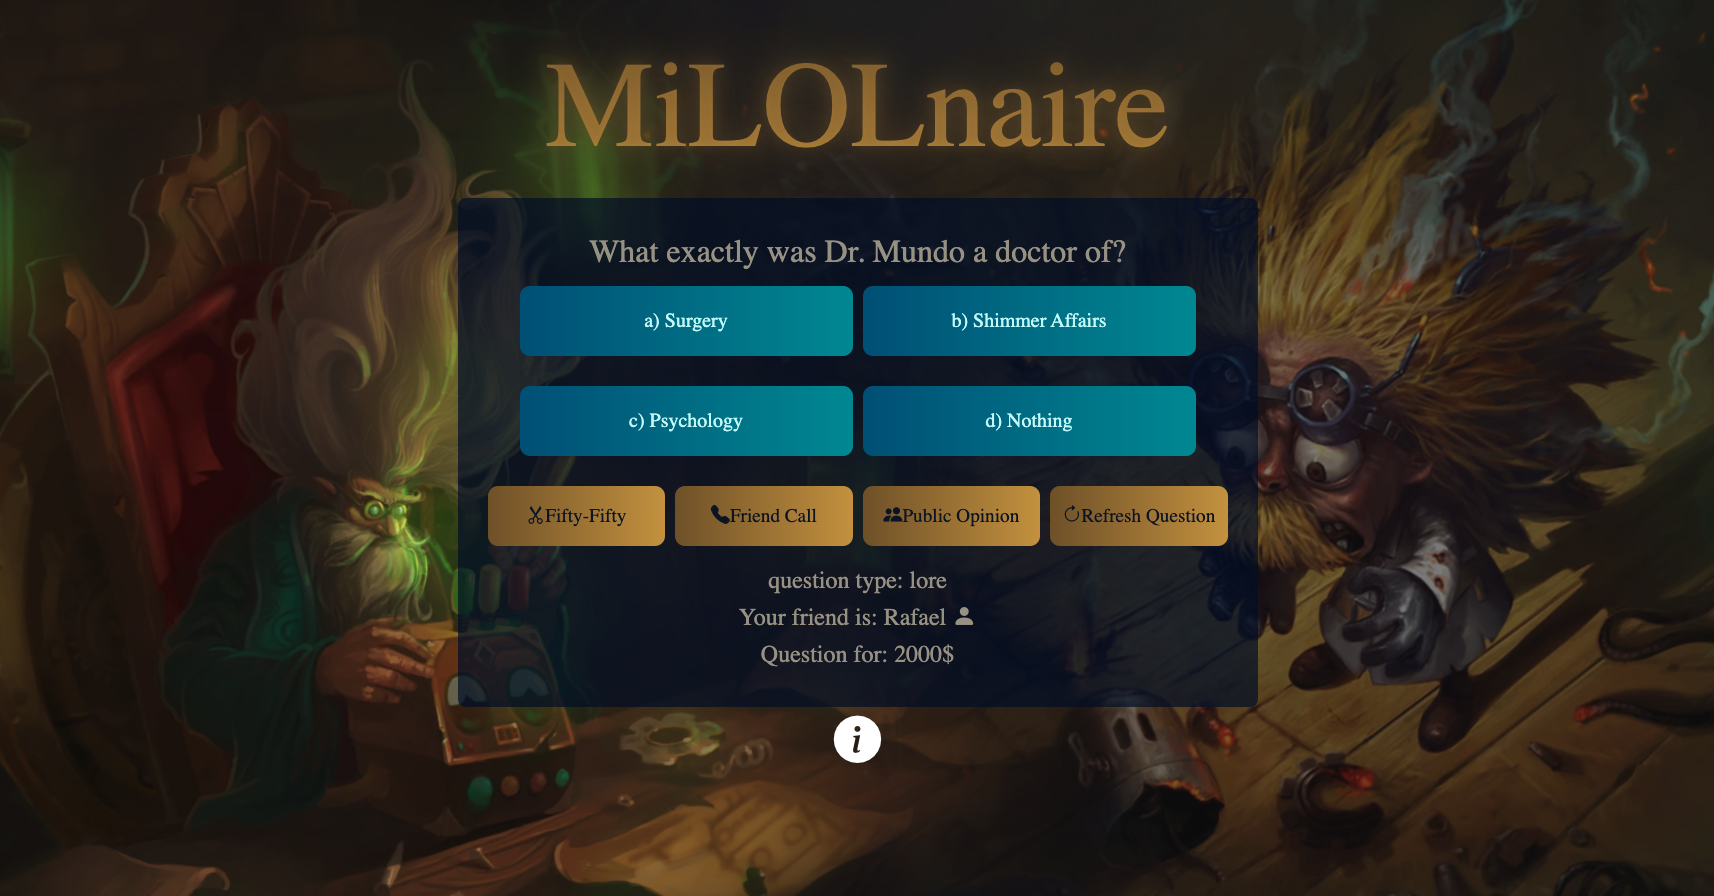 MiLOLnaire
What exactly was Dr. Mundo a doctor of?
a) Surgery
b) Shimmer Affairs
c) Psychology
d) Nothing
Fifty-Fifty
Friend Call
Public Opinion
Refresh Question
question type: lore
Your friend is: Rafael
Question for: 2000$
i